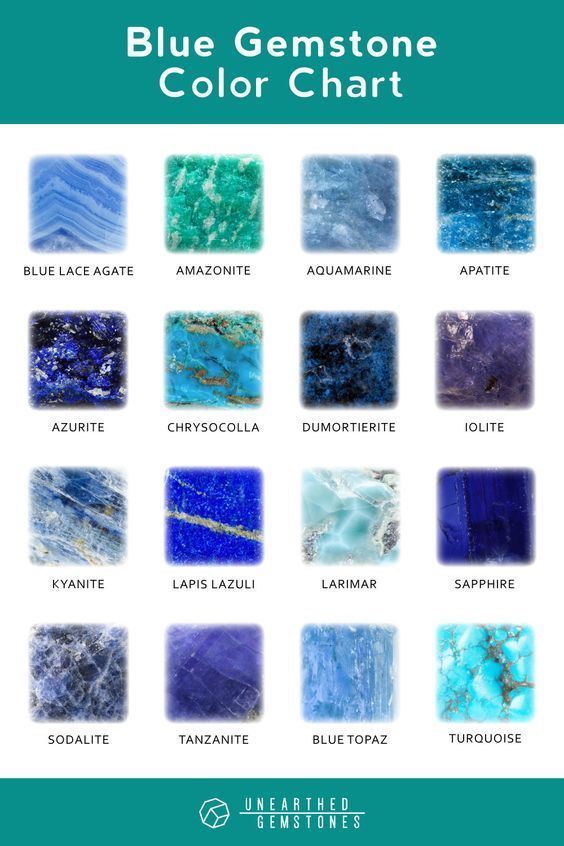 Blue Gemstone
Color Chart
BLUE LACE AGATE
AMAZONITE
AQUAMARINE
APATITE
AZURITE
CHRYSOCOLLA
DUMORTIERITE
IOLITE
KYANITE
LAPIS LAZULI
LARIMAR
SAPPHIRE
SODALITE
TANZANITE
BLUE TOPAZ
TURQUOISE
UNEARTHED
GEMSTONES